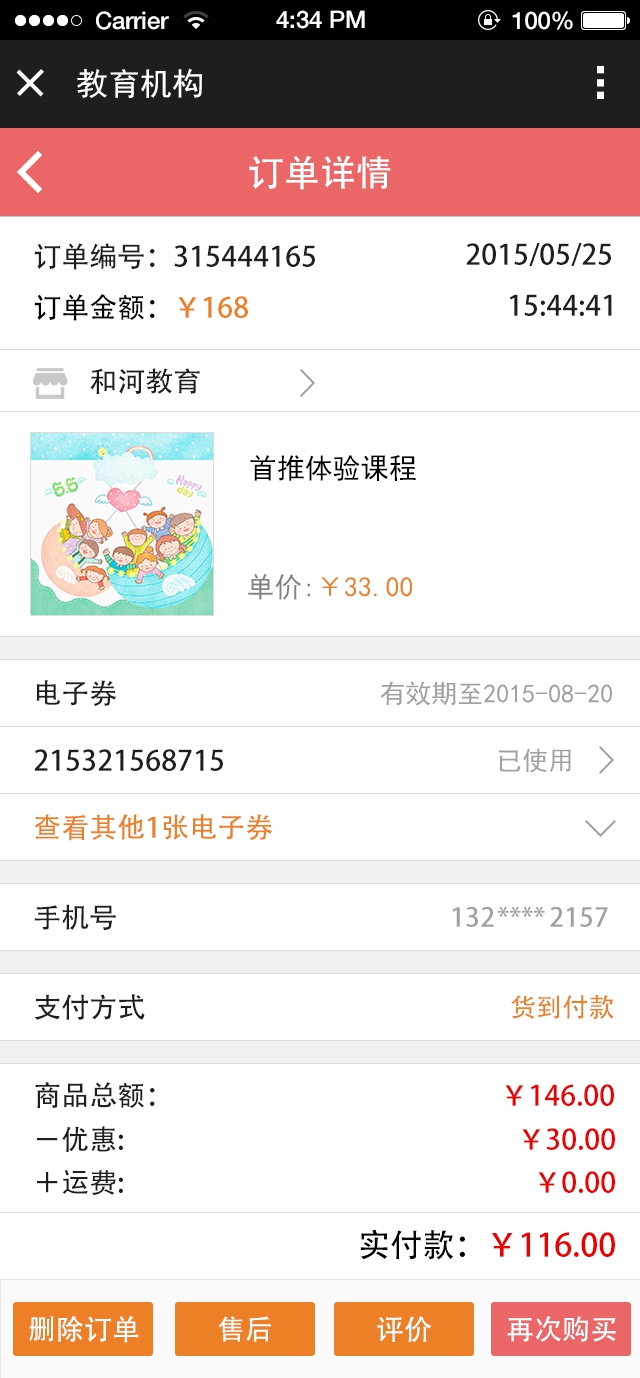 Carrier 4:34 PM 100%
教育机构
订单详情
订单编号：315444165 2015/05/25
订单金额：￥168 15:44:41
和河教育
首推体验课程
5.5 Happy day
单价:￥33.00
电子券 有效期至2015-08-20
215321568715 已使用
查看其他1张电子券
手机号 132****2157
支付方式 货到付款
商品总额： ￥146.00
－优惠: ￥30.00
＋运费: ￥0.00
实付款： ￥116.00
删除订单 售后 评价 再次购买